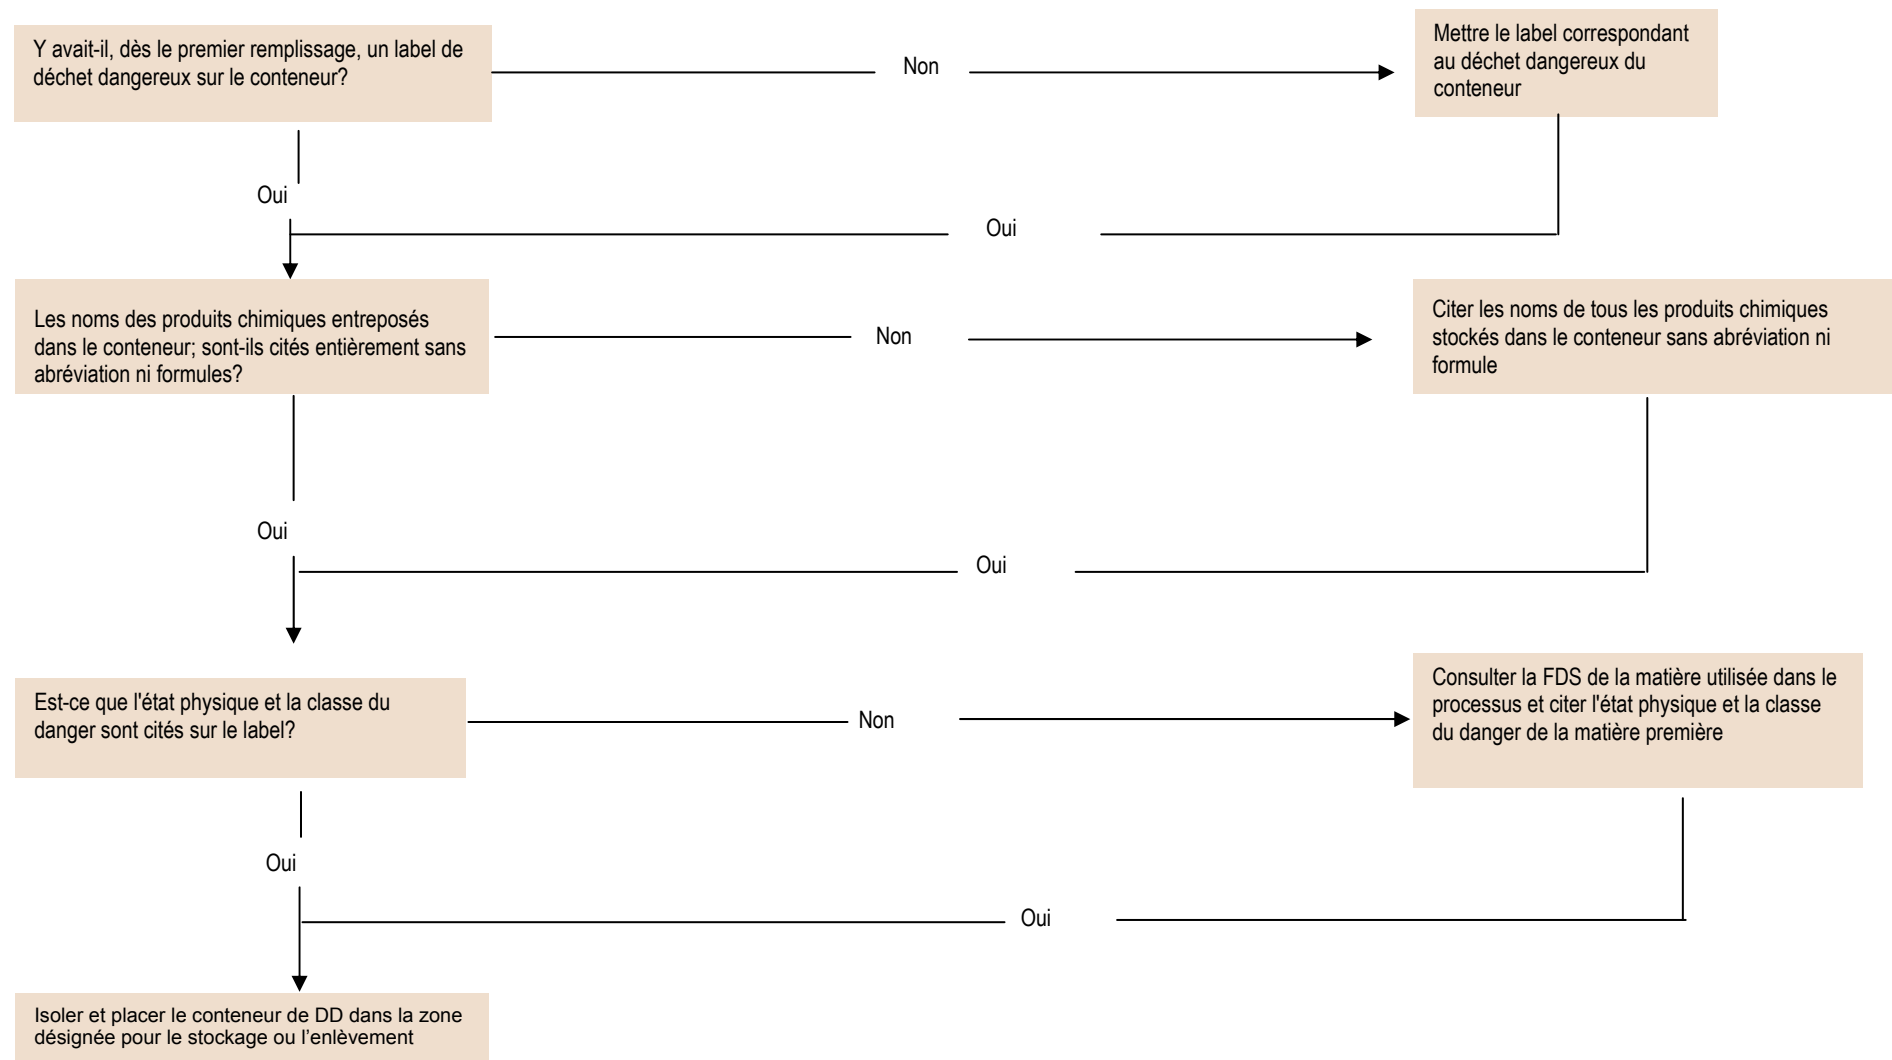 Y avait-il, dès le premier remplissage, un label de
déchet dangereux sur le conteneur?
Non
Mettre le label correspondant
au déchet dangereux du
conteneur
Oui
Oui
Les noms des produits chimiques entreposés
dans le conteneur; sont-ils cités entièrement sans
abréviation ni formules?
Non
Citer les noms de tous les produits chimiques
stockés dans le conteneur sans abréviation ni
formule
Oui
Oui
Est-ce que l'état physique et la classe du
danger sont cités sur le label?
Non
Consulter la FDS de la matière utilisée dans le
processus et citer l'état physique et la classe
du danger de la matière première
Oui
Oui
Isoler et placer le conteneur de DD dans la zone
désignée pour le stockage ou l’enlèvement